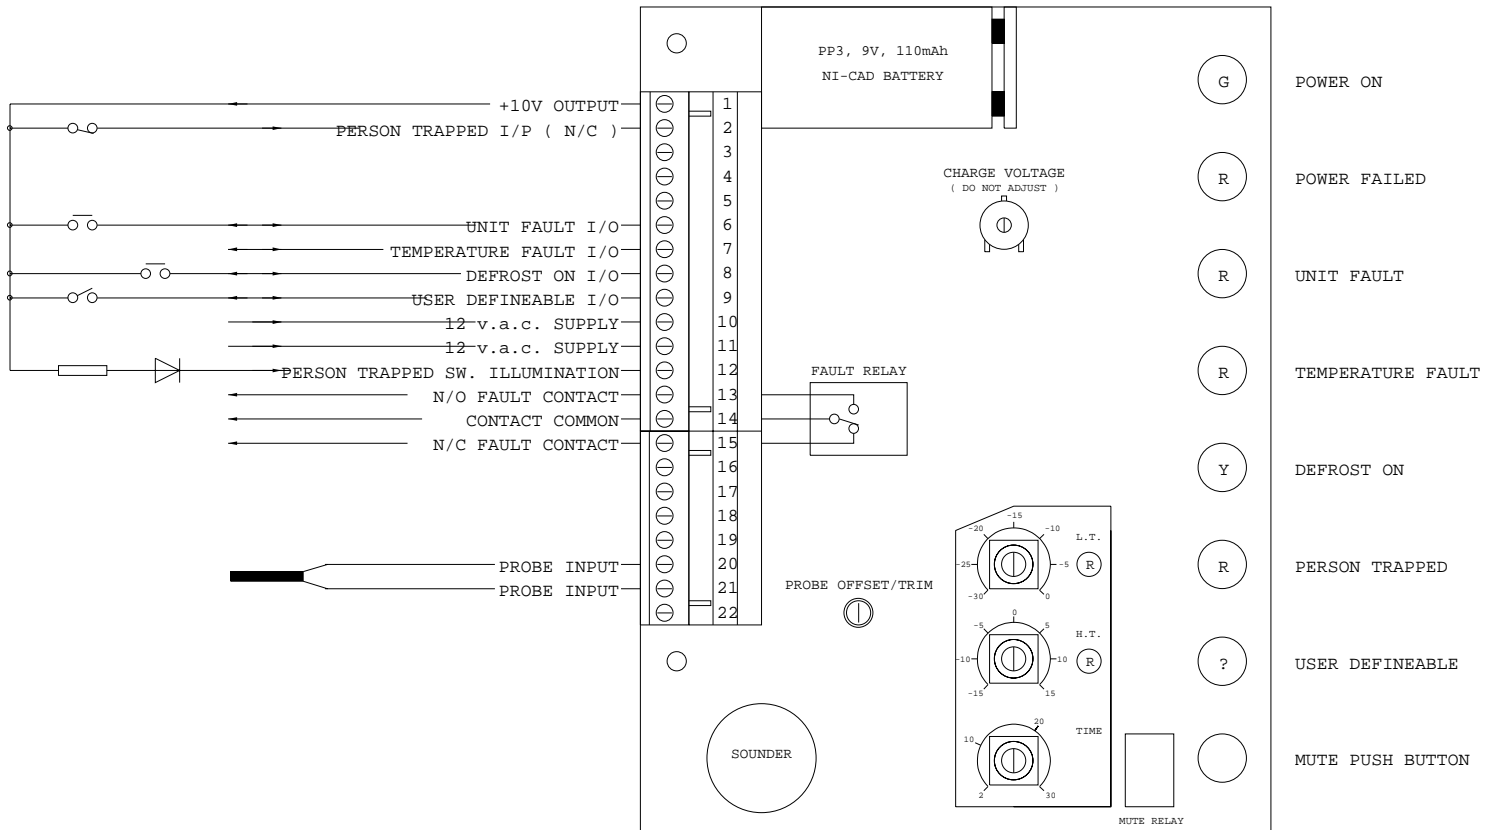 PP3, 9V, 110mAh
NI-CAD BATTERY
G
POWER ON
+10V OUTPUT
1
PERSON TRAPPED I/P ( N/C )
2
3
4
5
CHARGE VOLTAGE
( DO NOT ADJUST )
R
POWER FAILED
UNIT FAULT I/O
6
TEMPERATURE FAULT I/O
7
DEFROST ON I/O
8
R
UNIT FAULT
USER DEFINEABLE I/O
9
12 v.a.c. SUPPLY
10
12 v.a.c. SUPPLY
11
PERSON TRAPPED SW. ILLUMINATION
12
FAULT RELAY
R
TEMPERATURE FAULT
N/O FAULT CONTACT
13
CONTACT COMMON
14
N/C FAULT CONTACT
15
16
17
18
19
Y
DEFROST ON
PROBE INPUT
20
PROBE INPUT
21
22
PROBE OFFSET/TRIM
-30
-25
-20
-15
-10
-5
0
L.T.
R
R
PERSON TRAPPED
-15
-10
-5
0
5
10
15
H.T.
R
?
USER DEFINEABLE
SOUNDER
2
10
20
30
TIME
MUTE PUSH BUTTON
MUTE RELAY